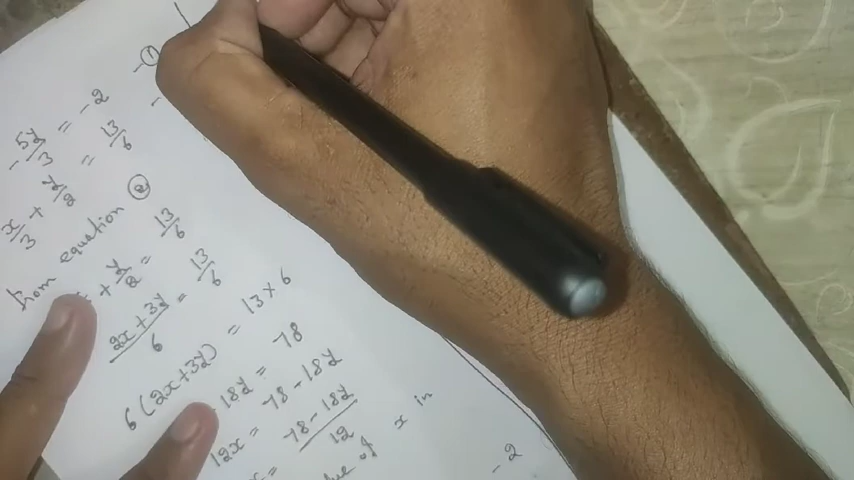 - 5y/3 = -2 - ①
x/3 + y/2 = 13/6 -
from equation ②
+ y/2 = 13/6
2x + 3y/6 = 13/6
6(2x+3y) = 13 × 6
18y = 78
12x = 78 - 18y
= 78 - 18y/12
of x in
- 2